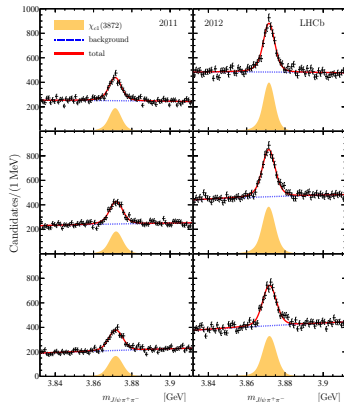 1000
800
600
400
200
χc1(3872)
background
total
2011
2012
LHCb
Candidates/(1 MeV)
800
600
400
200
800
600
400
200
0
3.84 3.86 3.88 3.9
3.84 3.86 3.88 3.9
mJ/ψπ+π− [GeV]
mJ/ψπ+π− [GeV]